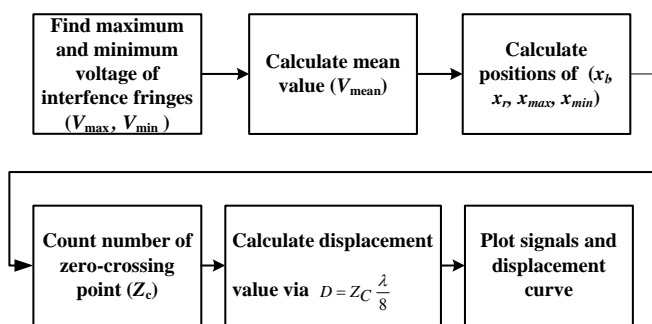 Find maximum
and minimum
voltage of
interfence fringes
(Vmax, Vmin )
Calculate mean
value (Vmean)
Calculate
positions of (xl,
xr, xmax, xmin)
Count number of
zero-crossing
point (Zc)
Calculate displacement
value via D = ZC λ/8
Plot signals and
displacement
curve